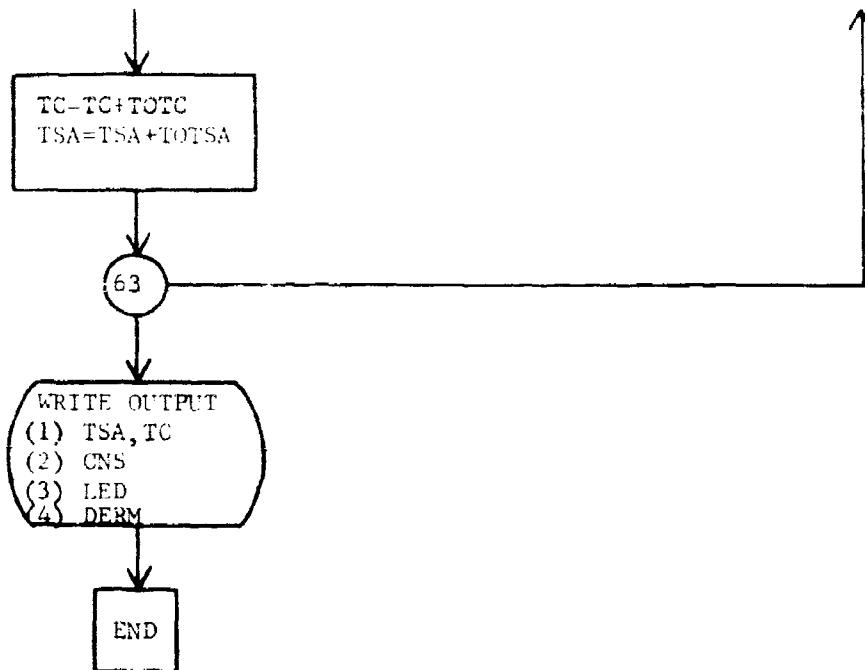 TC=TC+TOTC
TSA=TSA+TOTSA
63
WRITE OUTPUT
(1) TSA,TC
(2) CNS
(3) LED
(4) DERM
END